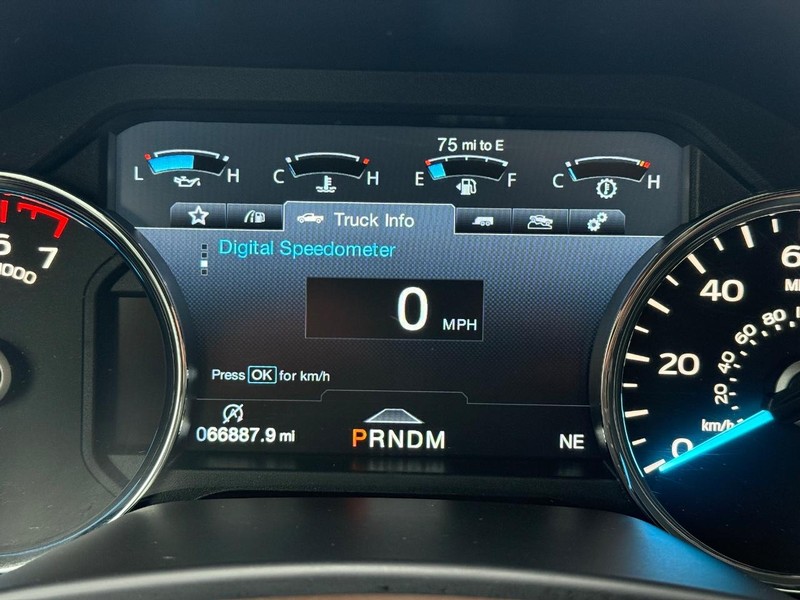 75 mi to E
L H C H E F C H
Truck Info
Digital Speedometer
0 MPH
Press OK for km/h
066887.9 mi
PRNDM
NE
7
40
20
0
80
60
40
20
km/h